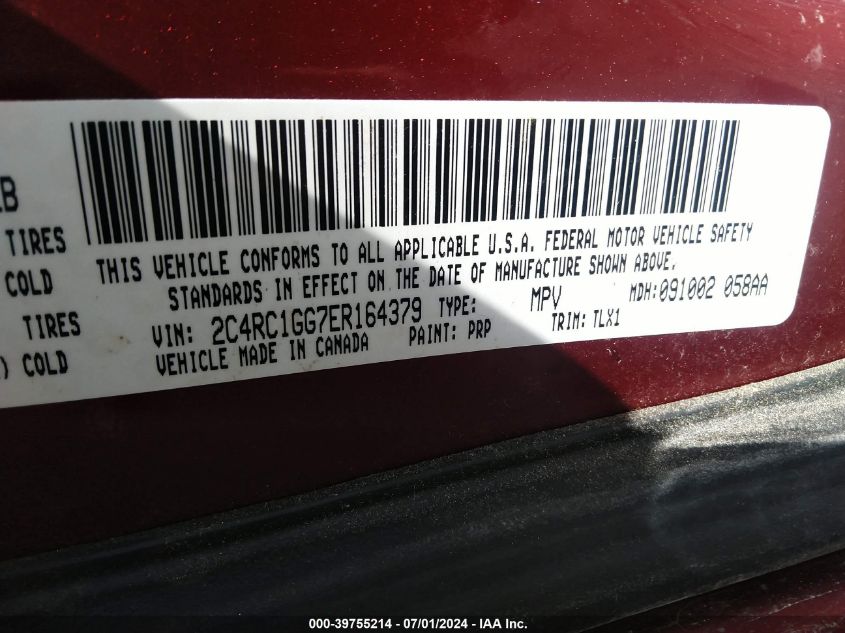 TIRES
COLD
TIRES
) COLD
THIS VEHICLE CONFORMS TO ALL APPLICABLE U.S.A. FEDERAL MOTOR VEHICLE SAFETY
STANDARDS IN EFFECT ON THE DATE OF MANUFACTURE SHOWN ABOVE.
VIN: 2C4RC1GG7ER164379 TYPE: MPV MDH:091002 058AA
VEHICLE MADE IN CANADA PAINT: PRP TRIM: TLX1
000-39755214 - 07/01/2024 - IAA Inc.